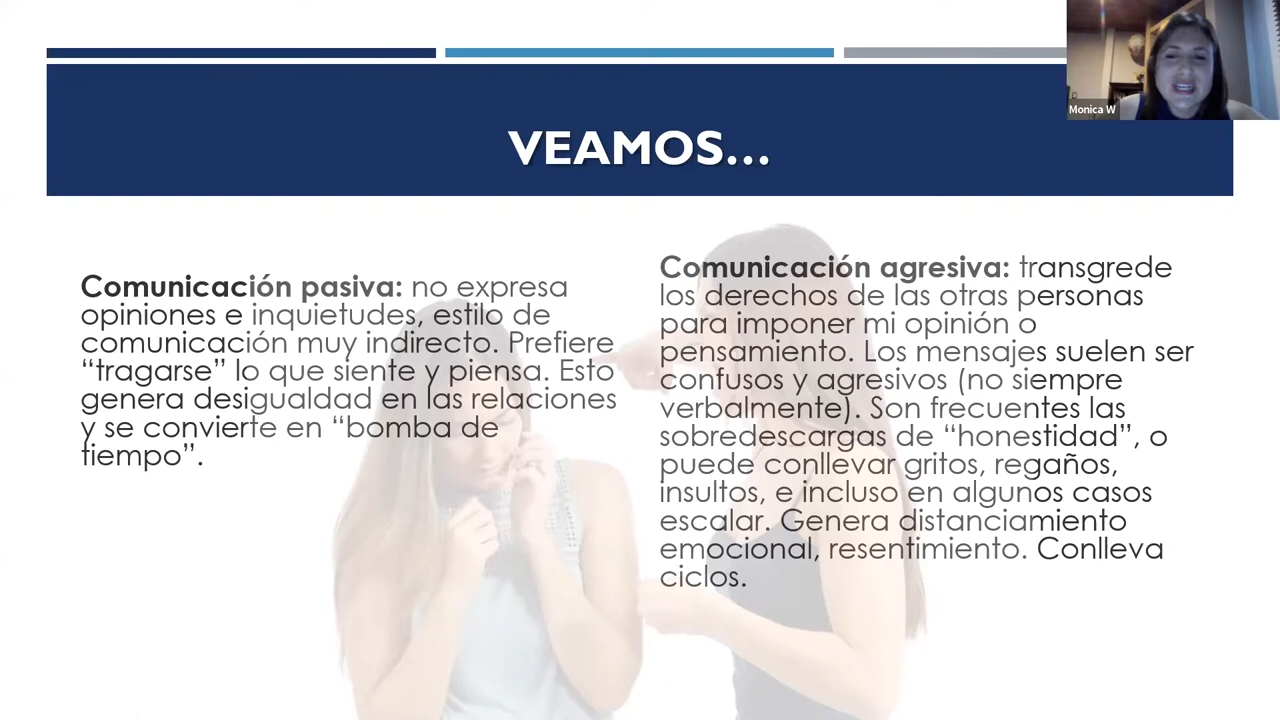 Monica W
VEAMOS…
Comunicación pasiva: no expresa
opiniones e inquietudes, estilo de
comunicación muy indirecto. Prefiere
“tragarse” lo que siente y piensa. Esto
genera desigualdad en las relaciones
y se convierte en “bomba de
tiempo”.
Comunicación agresiva: transgrede
los derechos de las otras personas
para imponer mi opinión o
pensamiento. Los mensajes suelen ser
confusos y agresivos (no siempre
verbalmente). Son frecuentes las
sobredescargas de “honestidad”, o
puede conllevar gritos, regaños,
insultos, e incluso en algunos casos
escalar. Genera distanciamiento
emocional, resentimiento. Conlleva
ciclos.